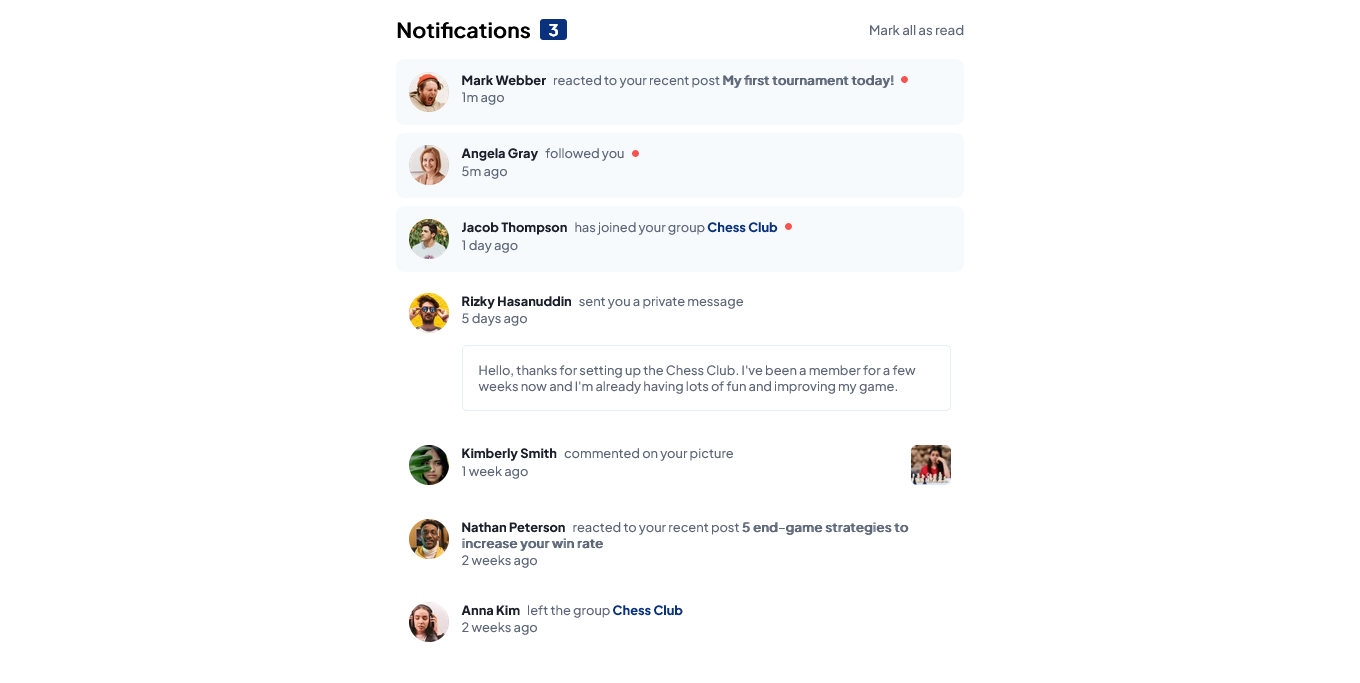 Notifications 3 Mark all as read
Mark Webber reacted to your recent post My first tournament today!
1m ago
Angela Gray followed you
5m ago
Jacob Thompson has joined your group Chess Club
1 day ago
Rizky Hasanuddin sent you a private message
5 days ago
Hello, thanks for setting up the Chess Club. I've been a member for a few
weeks now and I'm already having lots of fun and improving my game.
Kimberly Smith commented on your picture
1 week ago
Nathan Peterson reacted to your recent post 5 end-game strategies to
increase your win rate
2 weeks ago
Anna Kim left the group Chess Club
2 weeks ago